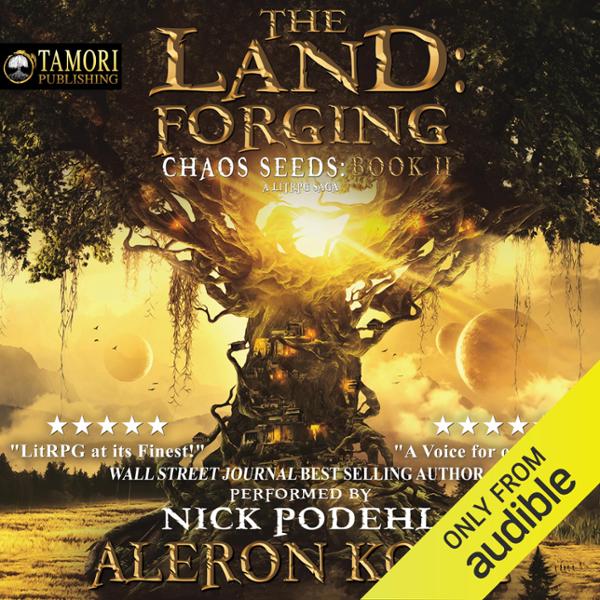 TAMORI
PUBLISHING
THE
LAND:
FORGING
CHAOS SEEDS: BOOK II
A LITRPG SAGA
"LitRPG at its Finest!"
"A Voice for
WALL STREET JOURNAL BEST SELLING AUTHOR
PERFORMED BY
NICK PODEHL
ALERON
ONLY FROM
audible